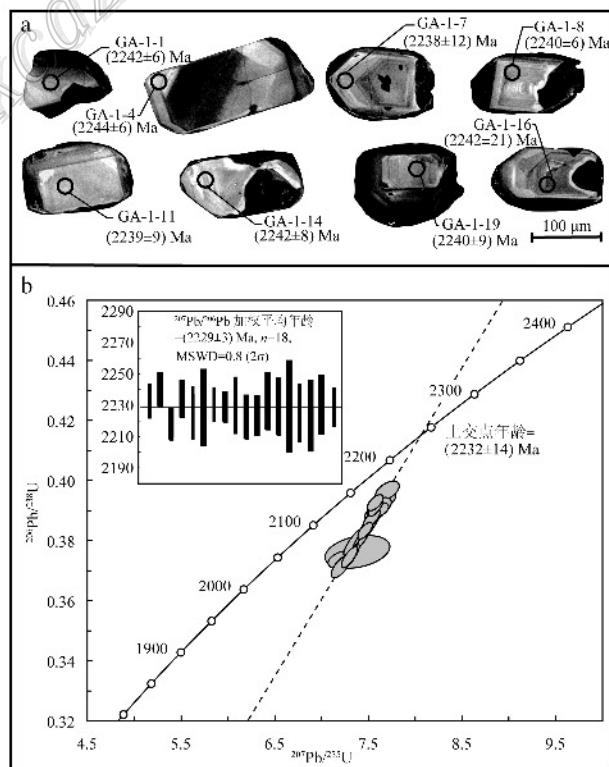 a
GA-1-1
(2242±6) Ma
GA-1-4
(2244±6) Ma
GA-1-7
(2238±12) Ma
GA-1-8
(2240=6) Ma
GA-1-11
(2239=9) Ma
GA-1-14
(2242±8) Ma
GA-1-19
(2240±9) Ma
GA-1-16
(2242=21) Ma
100 μm
b
0.46
0.44
0.42
0.40
0.38
0.36
0.34
0.32
²⁰⁶Pb/²³⁸U
2290
2270
2250
2230
2210
2190
²⁰⁷Pb/²⁰⁶Pb 加权平均年龄
=(2229±3) Ma, n=18,
MSWD=0.8 (2σ)
2400
2300
2200
2100
2000
1900
上交点年龄=
(2232±14) Ma
4.5 5.5 6.5 7.5 8.5 9.5
²⁰⁷Pb/²³⁵U